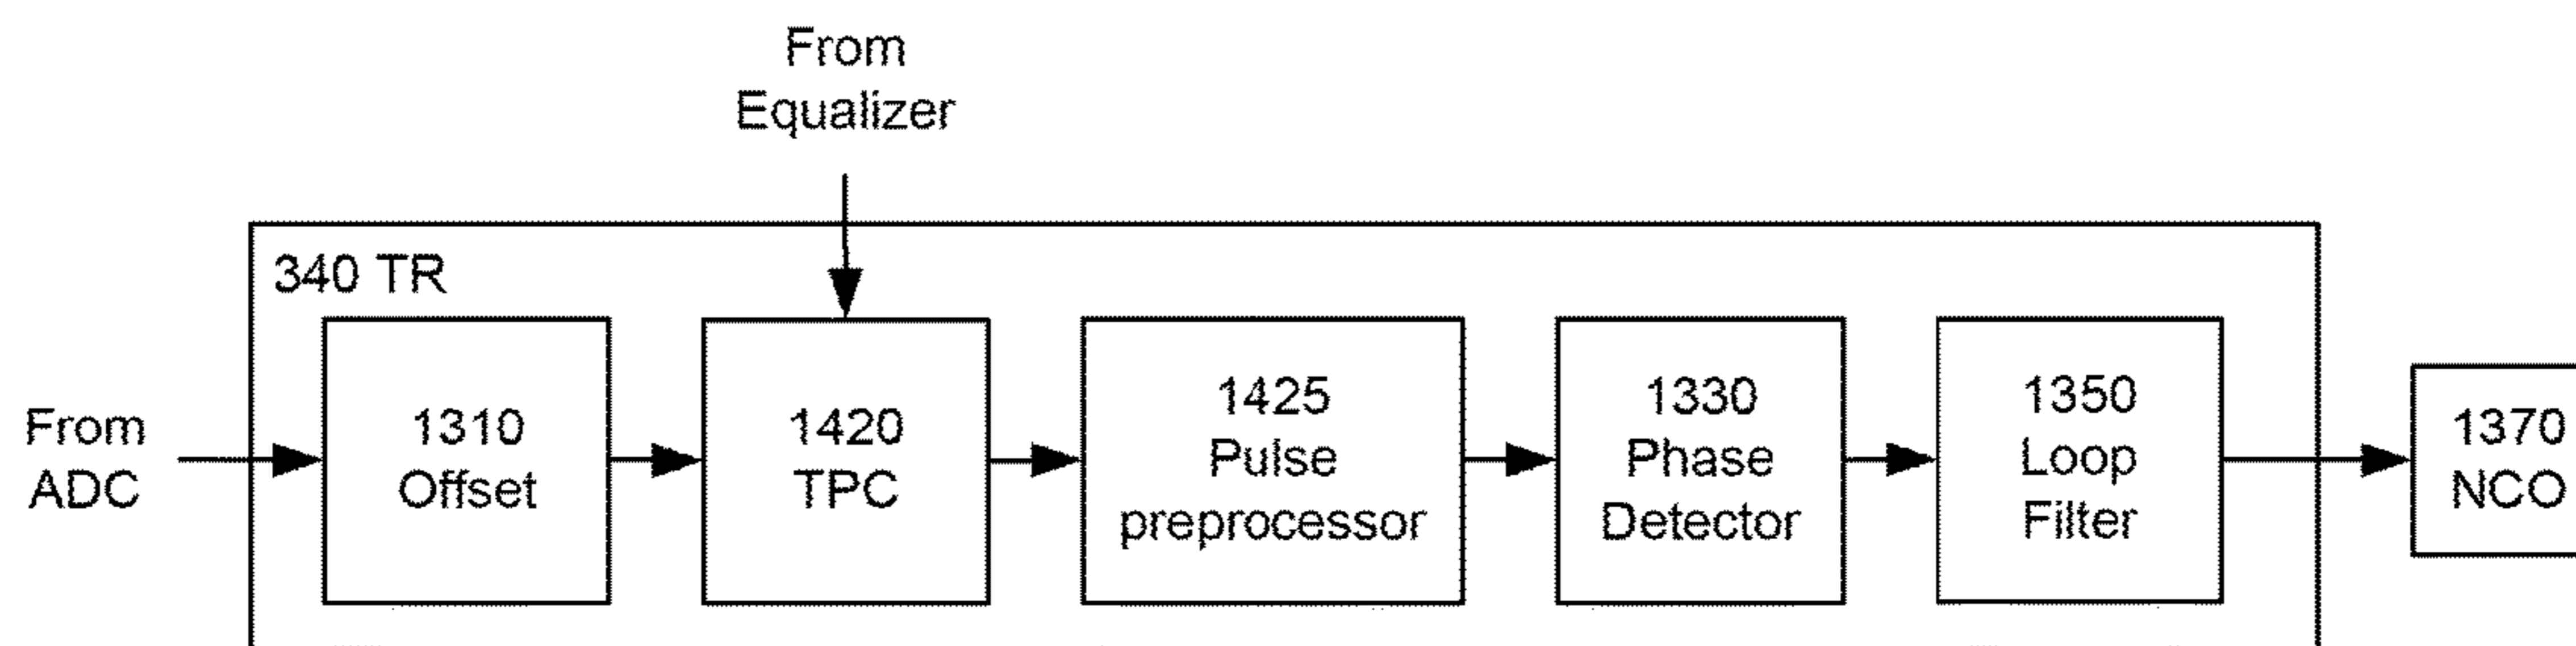 From
Equalizer
340 TR
From
ADC
1310
Offset
1420
TPC
1425
Pulse
preprocessor
1330
Phase
Detector
1350
Loop
Filter
1370
NCO